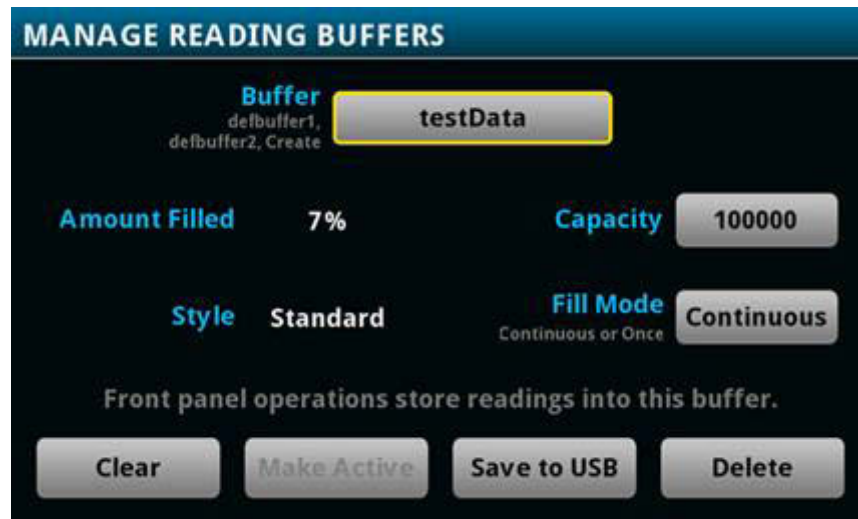 MANAGE READING BUFFERS
Buffer
defbuffer1,
defbuffer2, Create
testData
Amount Filled 7% Capacity 100000
Style Standard Fill Mode Continuous
Continuous or Once
Front panel operations store readings into this buffer.
Clear Make Active Save to USB Delete